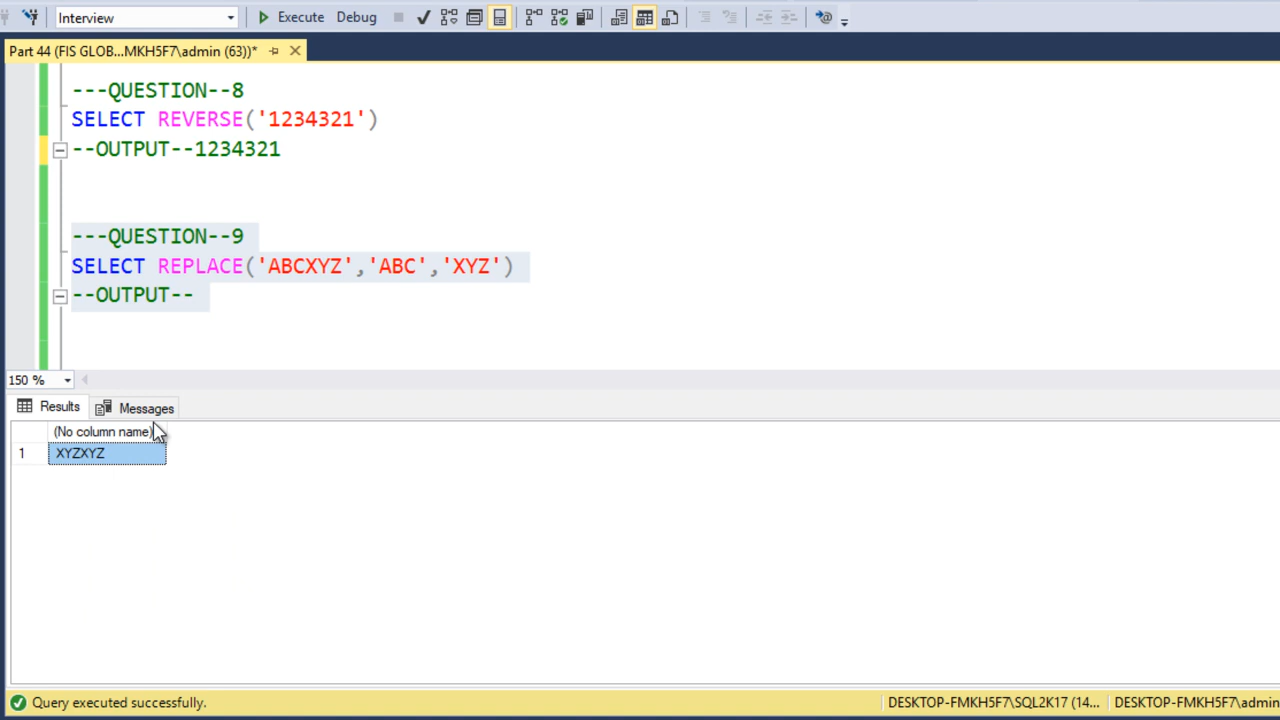 Interview Execute Debug
Part 44 (FIS GLOB...MKH5F7\admin (63))*
---QUESTION--8
SELECT REVERSE('1234321')
--OUTPUT--1234321
---QUESTION--9
SELECT REPLACE('ABCXYZ','ABC','XYZ')
--OUTPUT--
150 %
Results Messages
(No column name)
1 XYZXYZ
Query executed successfully. DESKTOP-FMKH5F7\SQL2K17 (14... DESKTOP-FMKH5F7\admin